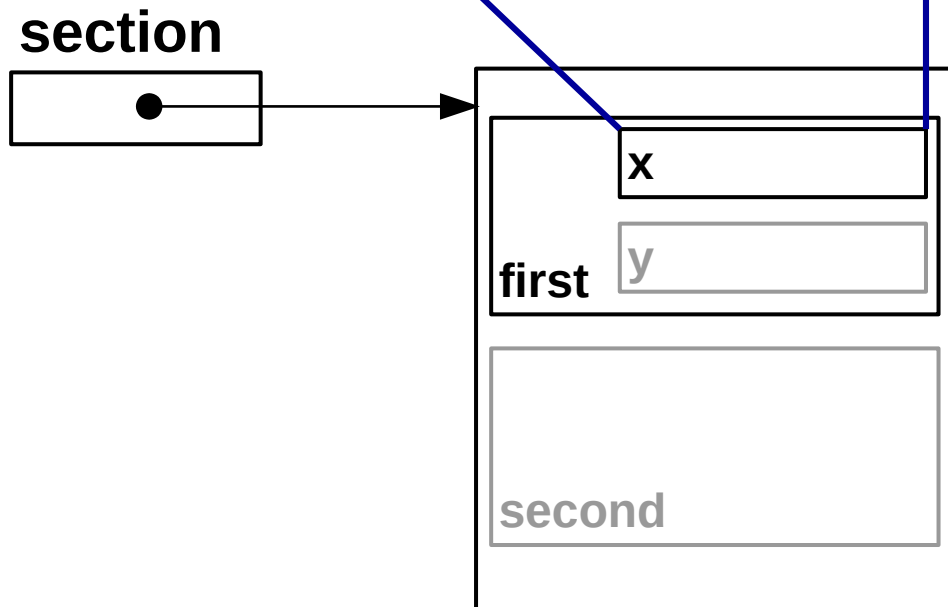 section
x
y
first
second